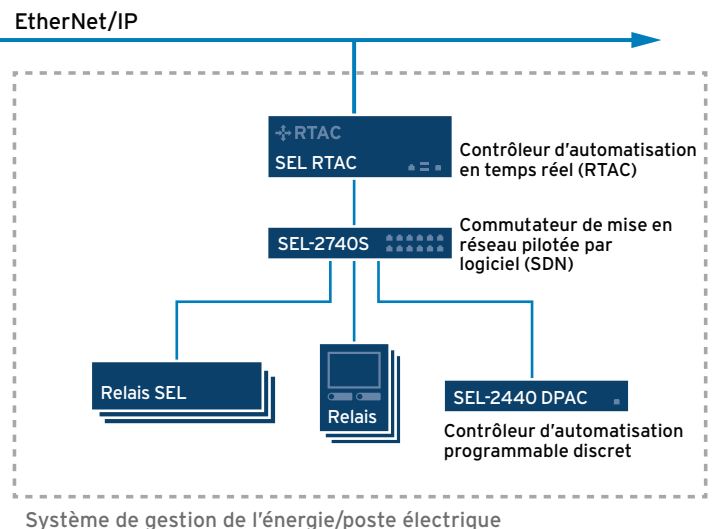 EtherNet/IP
RTAC
SEL RTAC
Contrôleur d'automatisation
en temps réel (RTAC)
SEL-2740S
Commutateur de mise en
réseau pilotée par
logiciel (SDN)
Relais SEL
Relais
SEL-2440 DPAC
Contrôleur d'automatisation
programmable discret
Système de gestion de l'énergie/poste électrique